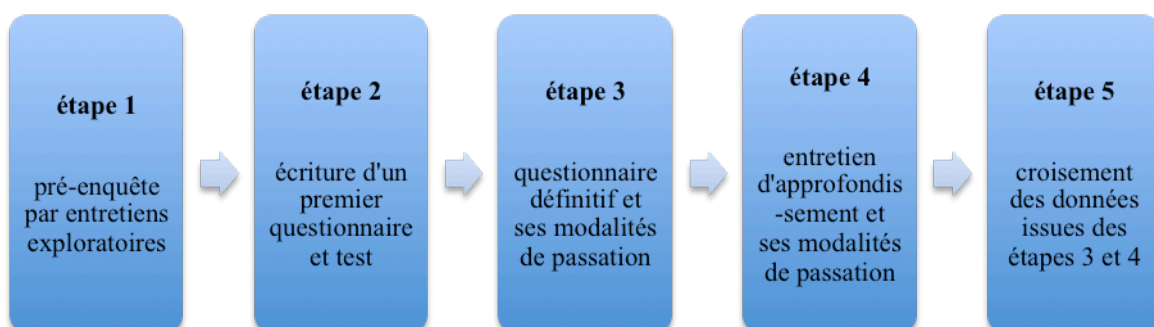 étape 1
pré-enquête
par entretiens
exploratoires
étape 2
écriture d'un
premier
questionnaire
et test
étape 3
questionnaire
définitif et
ses modalités
de passation
étape 4
entretien
d'approfondis
-sement et
ses modalités
de passation
étape 5
croisement
des données
issues des
étapes 3 et 4